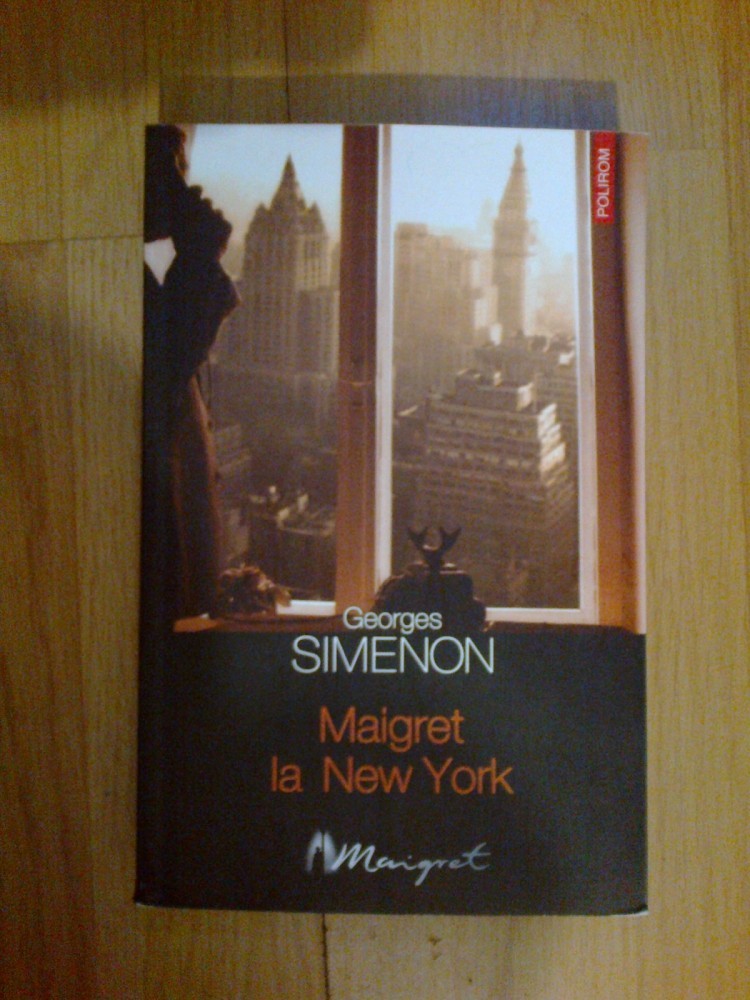 POLIROM
Georges
SIMENON
Maigret
la New York
Maigret